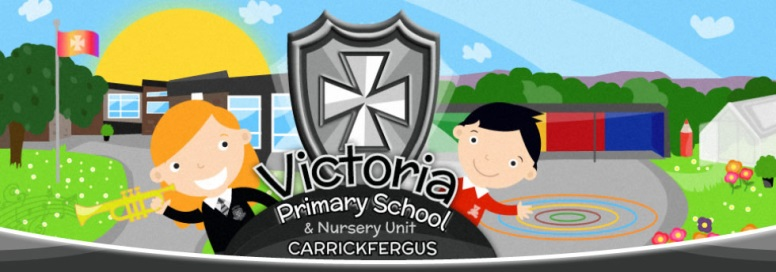 Victoria
Primary School
& Nursery Unit
CARRICKFERGUS